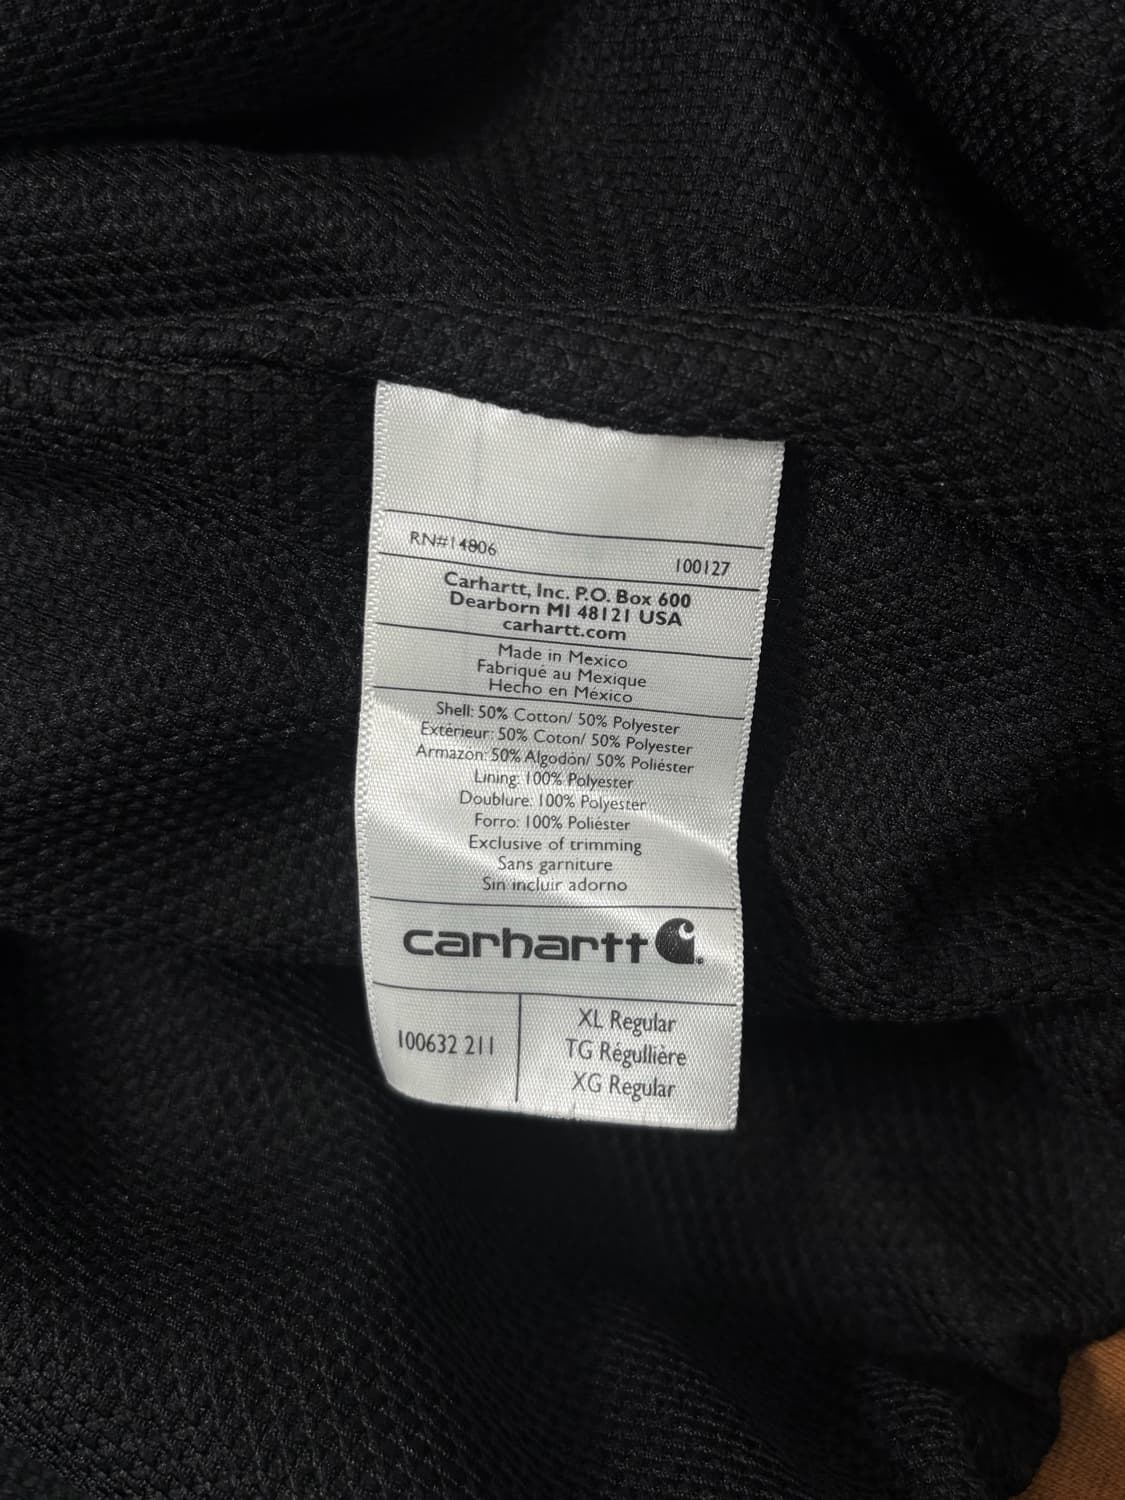 RN#14806
100127
Carhartt, Inc. P.O. Box 600
Dearborn MI 48121 USA
carhartt.com
Made in Mexico
Fabriqué au Mexique
Hecho en México
Shell: 50% Cotton/ 50% Polyester
Extérieur: 50% Coton/ 50% Polyester
Armazón: 50% Algodón/ 50% Poliéster
Lining: 100% Polyester
Doublure: 100% Polyester
Forro: 100% Poliéster
Exclusive of trimming
Sans garniture
Sin incluir adorno
carhartt
100632 211
XL Regular
TG Régullière
XG Regular